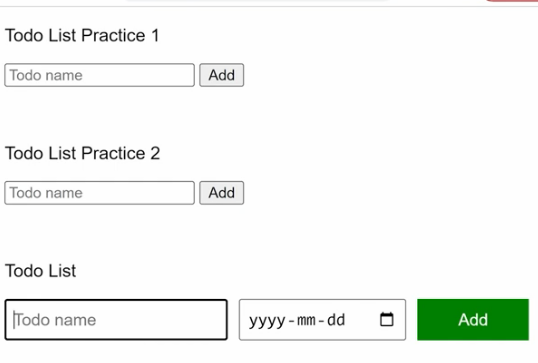 Todo List Practice 1
Todo name Add
Todo List Practice 2
Todo name Add
Todo List
Todo name yyyy-mm-dd Add